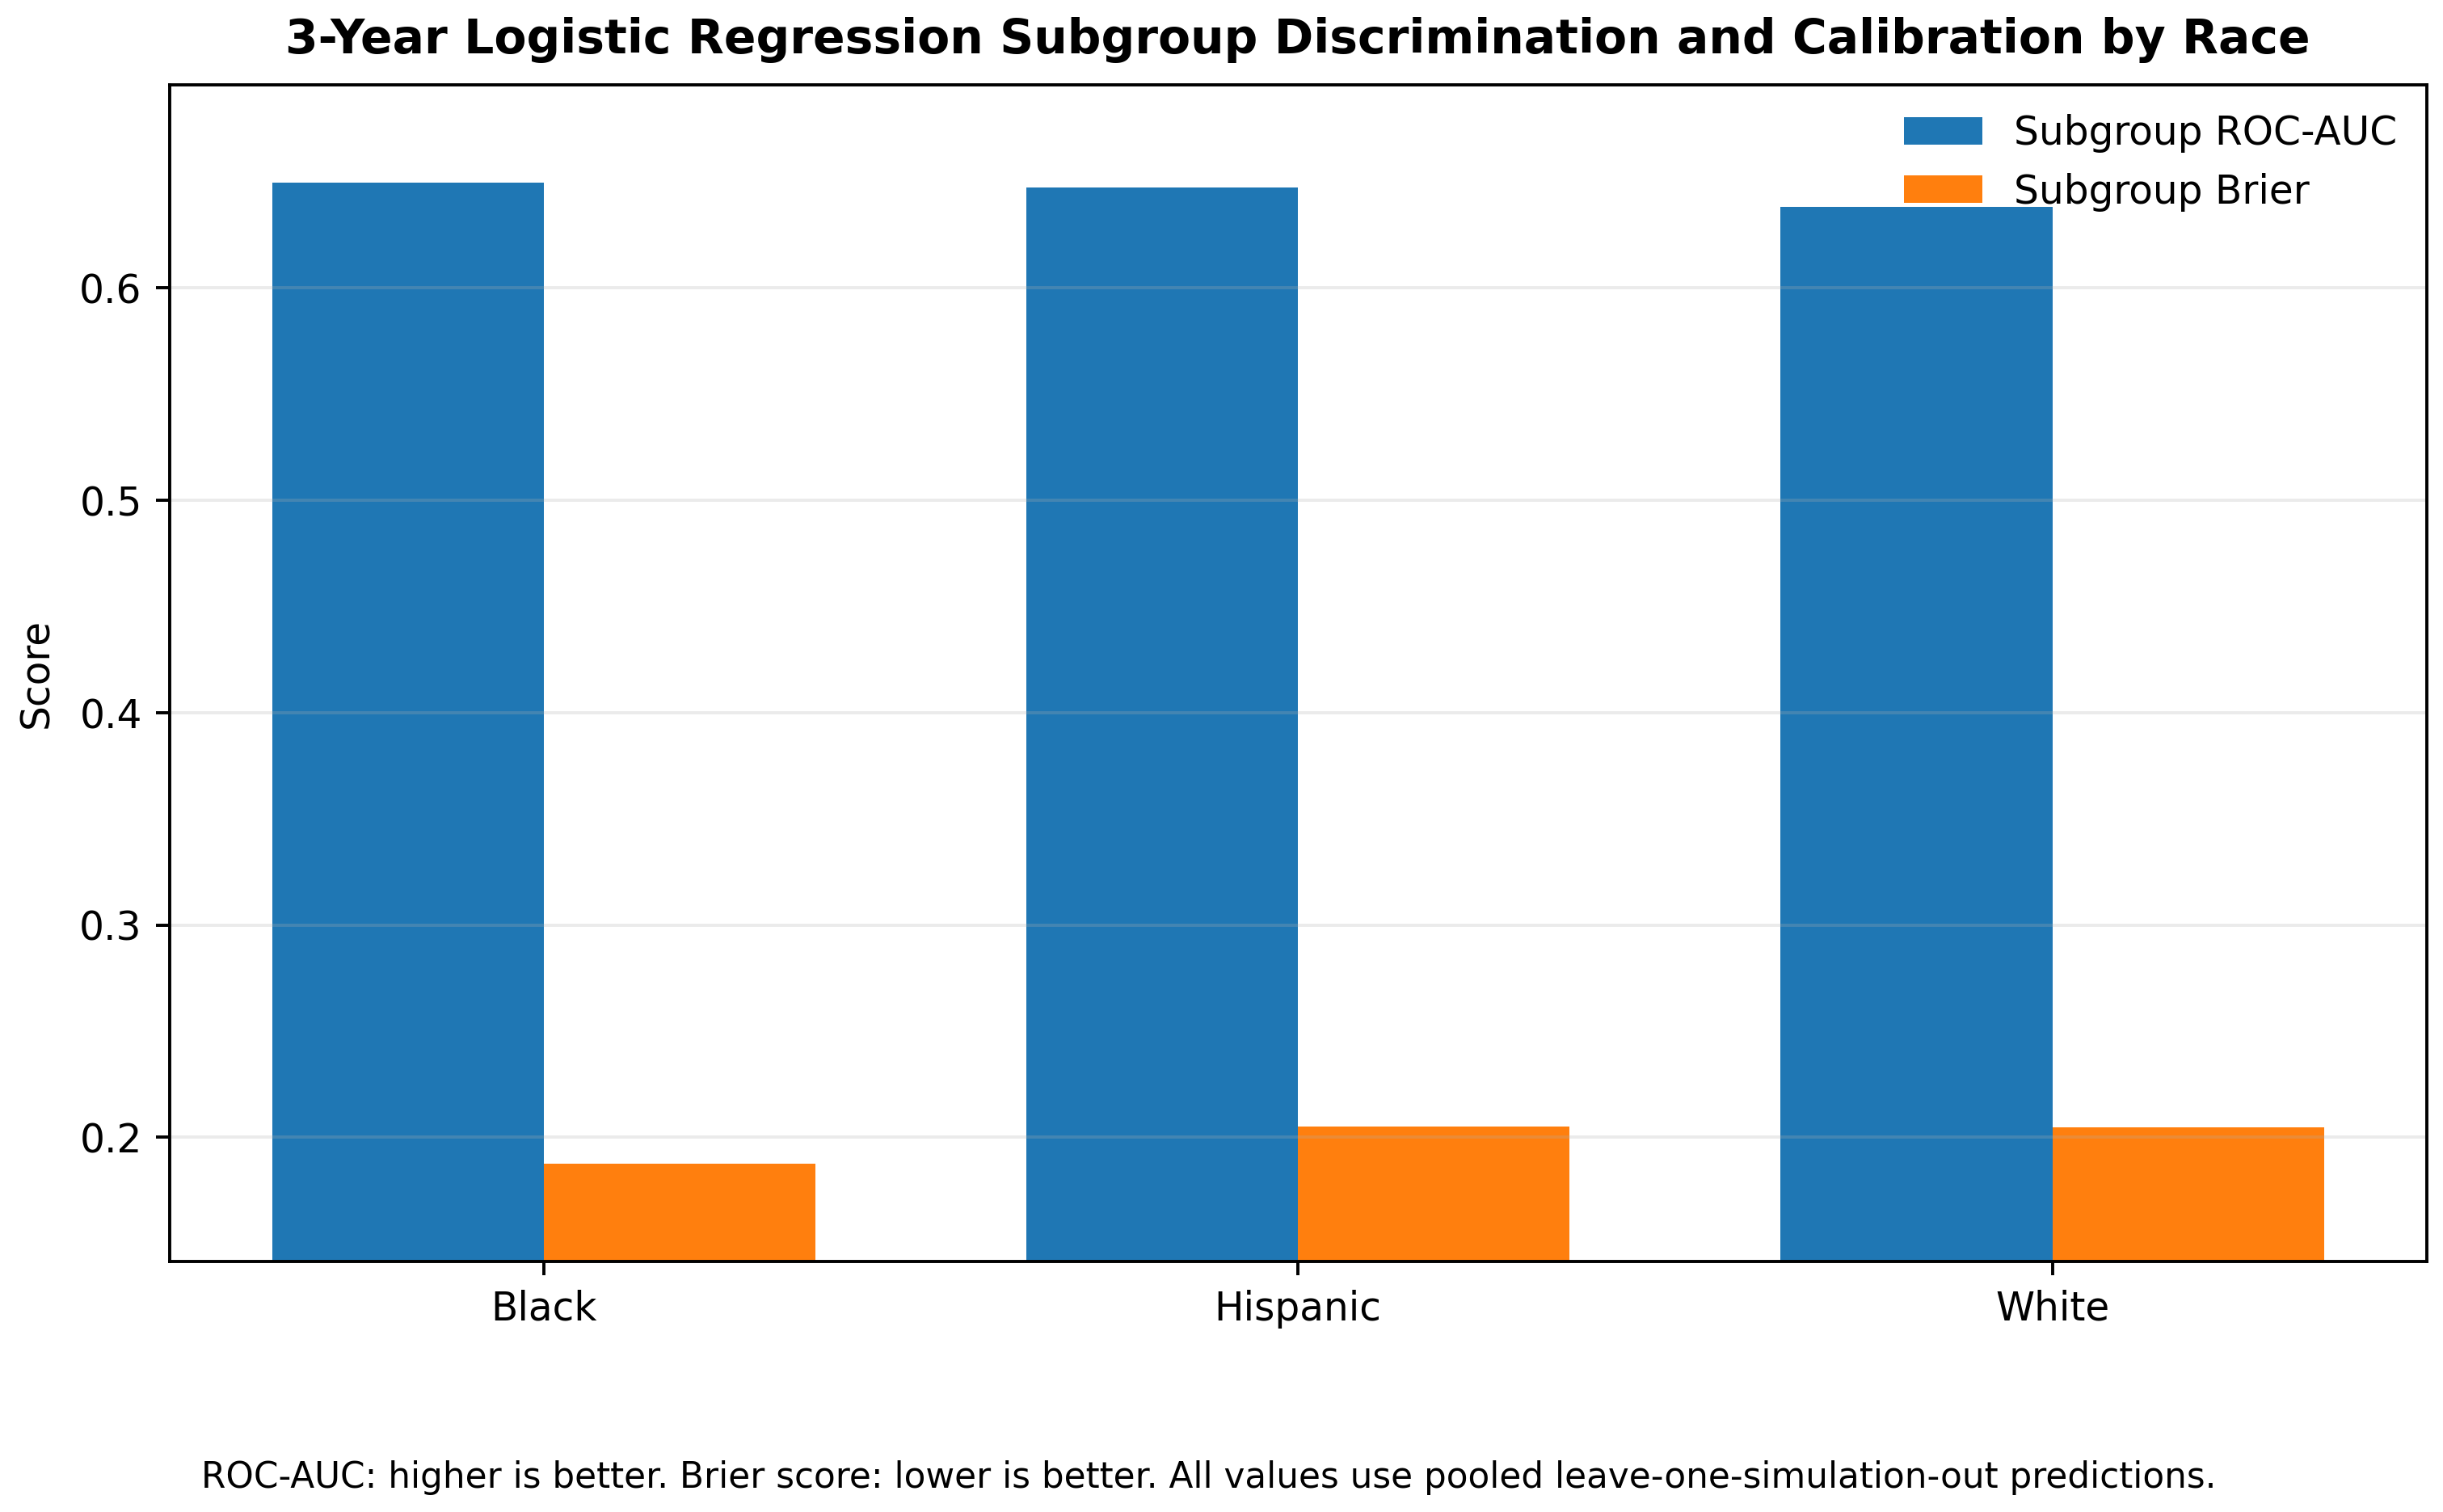 3-Year Logistic Regression Subgroup Discrimination and Calibration by Race
Subgroup ROC-AUC
Subgroup Brier
Score
0.6
0.5
0.4
0.3
0.2
Black
Hispanic
White
ROC-AUC: higher is better. Brier score: lower is better. All values use pooled leave-one-simulation-out predictions.